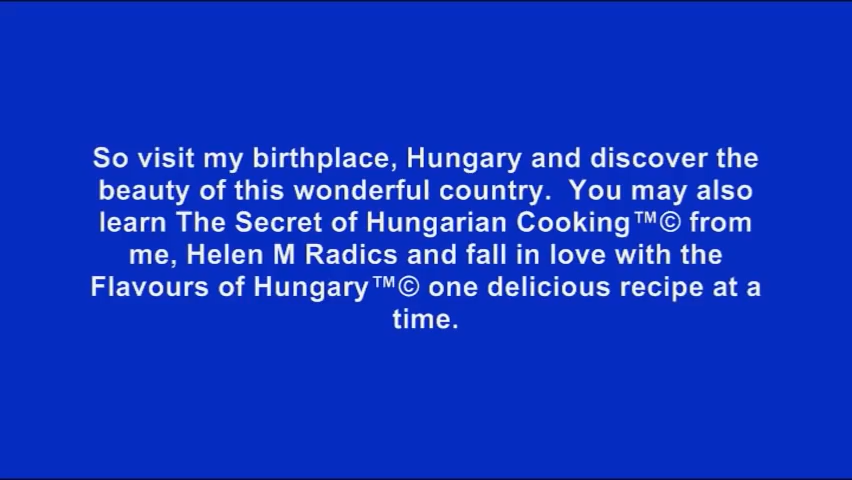 So visit my birthplace, Hungary and discover the
beauty of this wonderful country.  You may also
learn The Secret of Hungarian Cooking™© from
me, Helen M Radics and fall in love with the
Flavours of Hungary™© one delicious recipe at a
time.